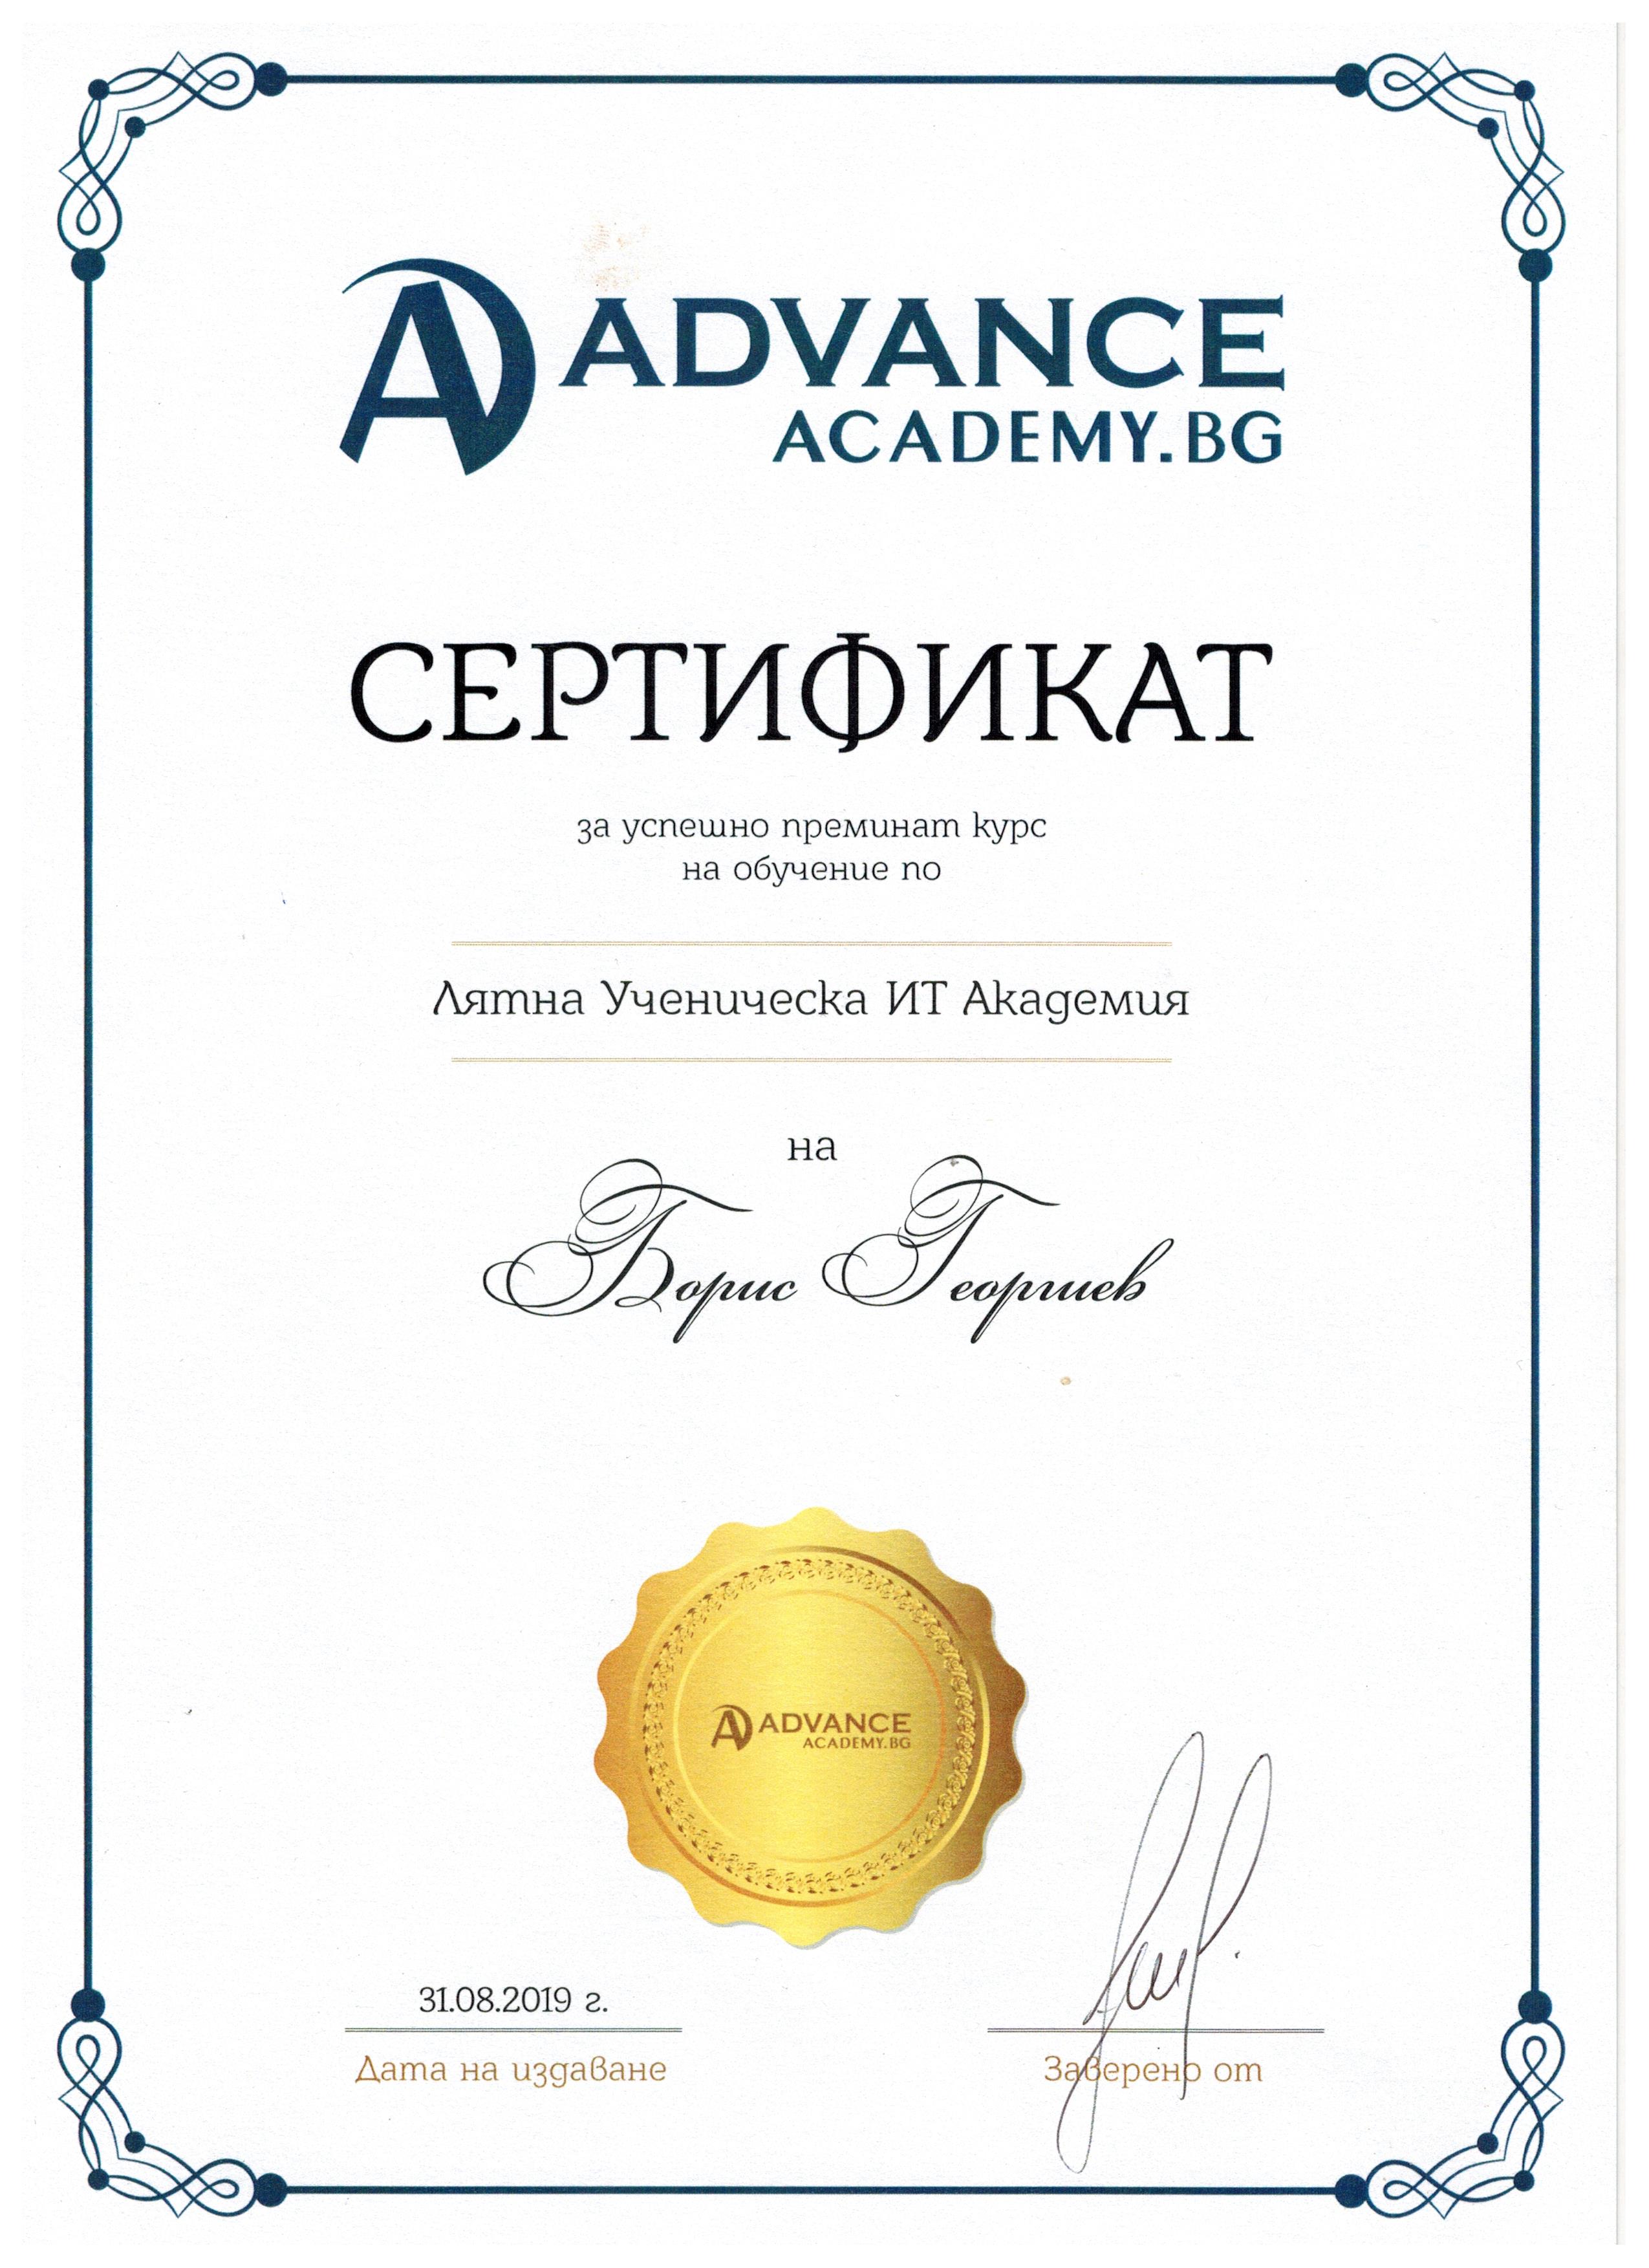 ADVANCE
ACADEMY.BG
СЕРТИФИКАТ
за успешно преминат курс
на обучение по
Лятна Ученическа ИТ Академия
на
Борис Георгиев
ADVANCE
ACADEMY.BG
31.08.2019 г.
Дата на издаване
Заверено от